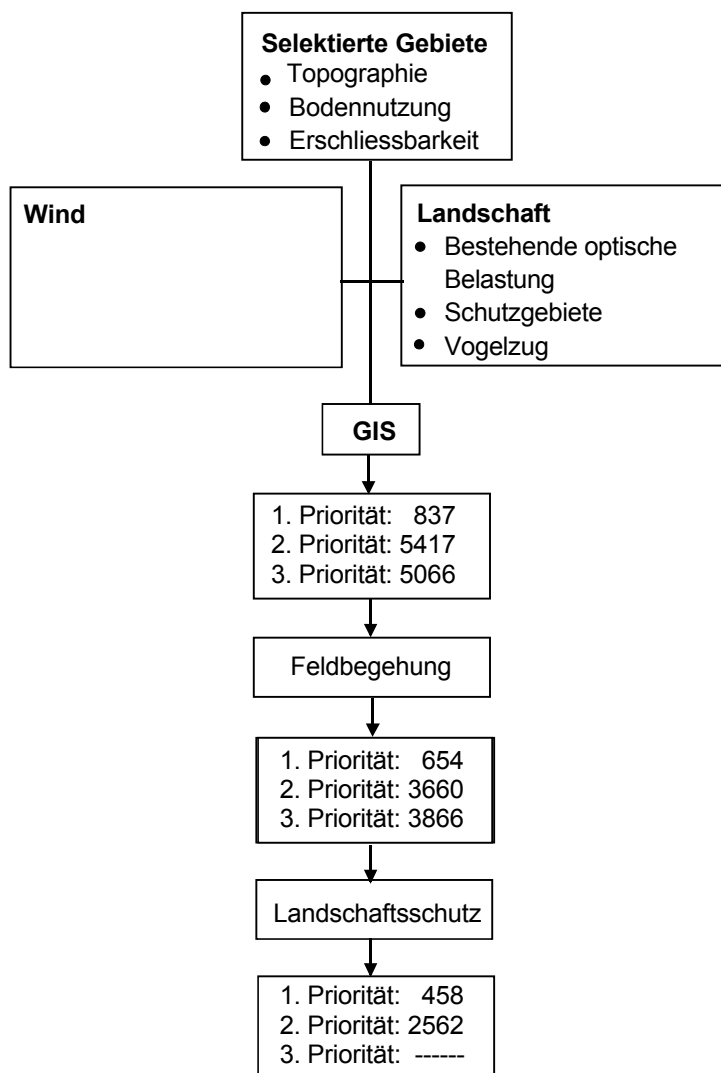 Selektierte Gebiete
● Topographie
● Bodennutzung
● Erschliessbarkeit
Wind
Landschaft
● Bestehende optische
Belastung
● Schutzgebiete
● Vogelzug
GIS
1. Priorität: 837
2. Priorität: 5417
3. Priorität: 5066
Feldbegehung
1. Priorität: 654
2. Priorität: 3660
3. Priorität: 3866
Landschaftsschutz
1. Priorität: 458
2. Priorität: 2562
3. Priorität: ------